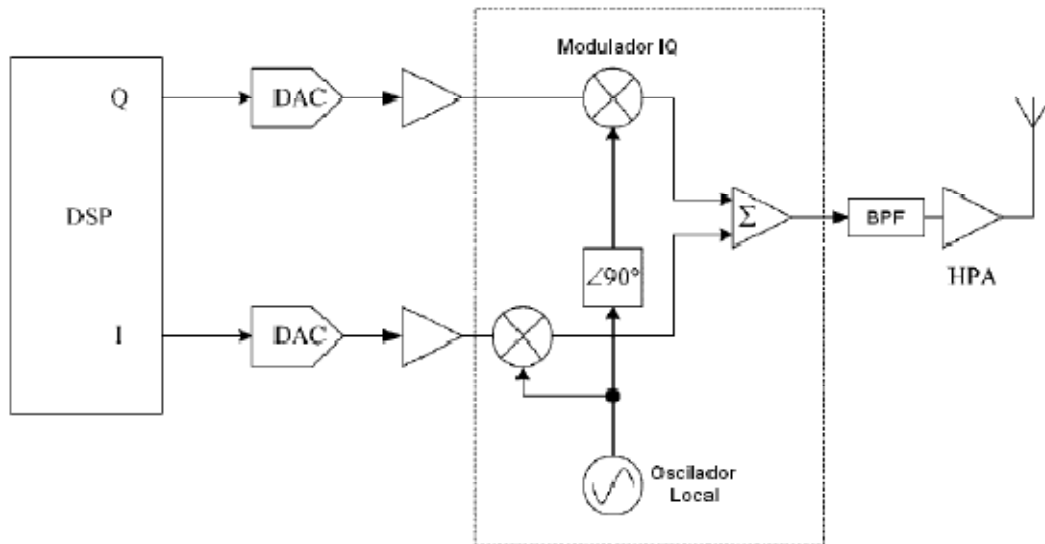 Modulador IQ
Q
DAC
Σ
BPF
DSP
∠90°
HPA
I
DAC
Oscilador
Local